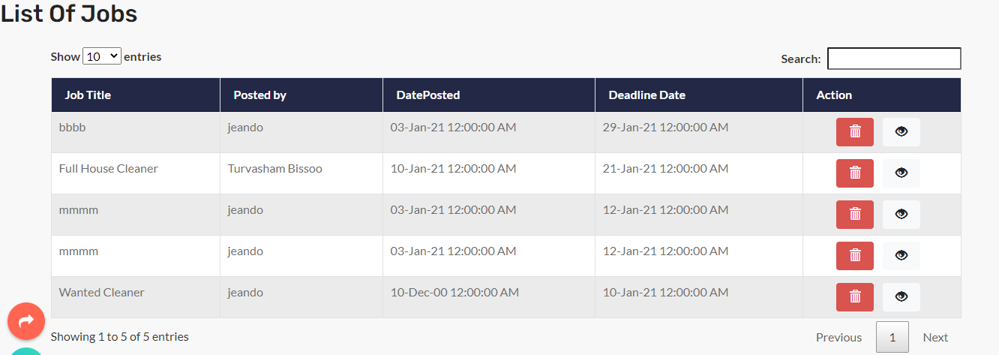 List Of Jobs
Show 10 entries Search:
Job Title Posted by DatePosted Deadline Date Action
bbbb jeando 03-Jan-21 12:00:00 AM 29-Jan-21 12:00:00 AM
Full House Cleaner Turvasham Bissoo 10-Jan-21 12:00:00 AM 21-Jan-21 12:00:00 AM
mmmm jeando 03-Jan-21 12:00:00 AM 12-Jan-21 12:00:00 AM
mmmm jeando 03-Jan-21 12:00:00 AM 12-Jan-21 12:00:00 AM
Wanted Cleaner jeando 10-Dec-00 12:00:00 AM 10-Jan-21 12:00:00 AM
Showing 1 to 5 of 5 entries Previous 1 Next